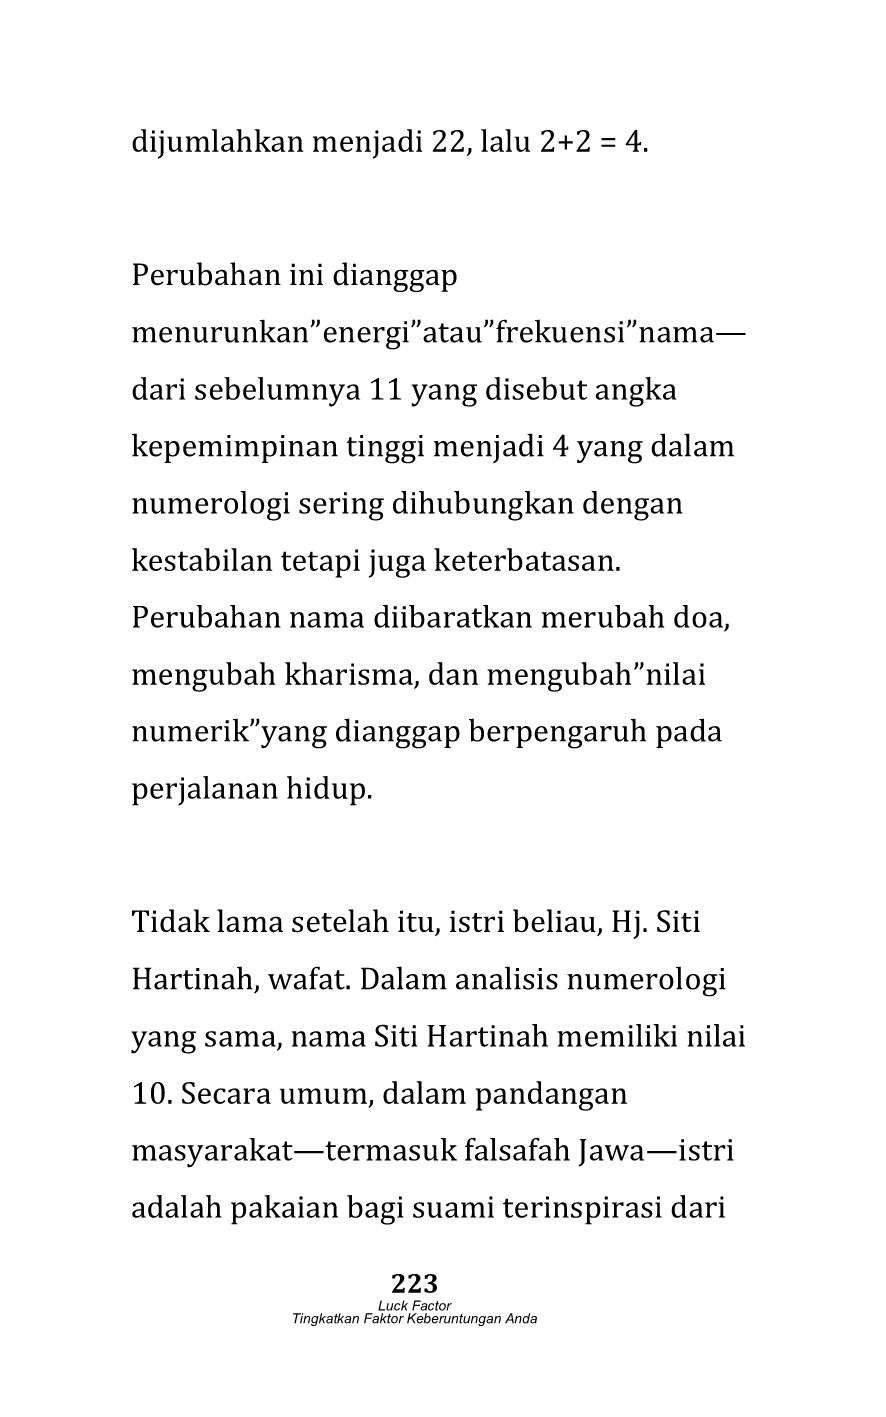 dijumlahkan menjadi 22, lalu 2+2 = 4.
Perubahan ini dianggap
menurunkan”energi”atau”frekuensi”nama—
dari sebelumnya 11 yang disebut angka
kepemimpinan tinggi menjadi 4 yang dalam
numerologi sering dihubungkan dengan
kestabilan tetapi juga keterbatasan.
Perubahan nama diibaratkan merubah doa,
mengubah kharisma, dan mengubah”nilai
numerik”yang dianggap berpengaruh pada
perjalanan hidup.
Tidak lama setelah itu, istri beliau, Hj. Siti
Hartinah, wafat. Dalam analisis numerologi
yang sama, nama Siti Hartinah memiliki nilai
10. Secara umum, dalam pandangan
masyarakat—termasuk falsafah Jawa—istri
adalah pakaian bagi suami terinspirasi dari
223
Luck Factor
Tingkatkan Faktor Keberuntungan Anda